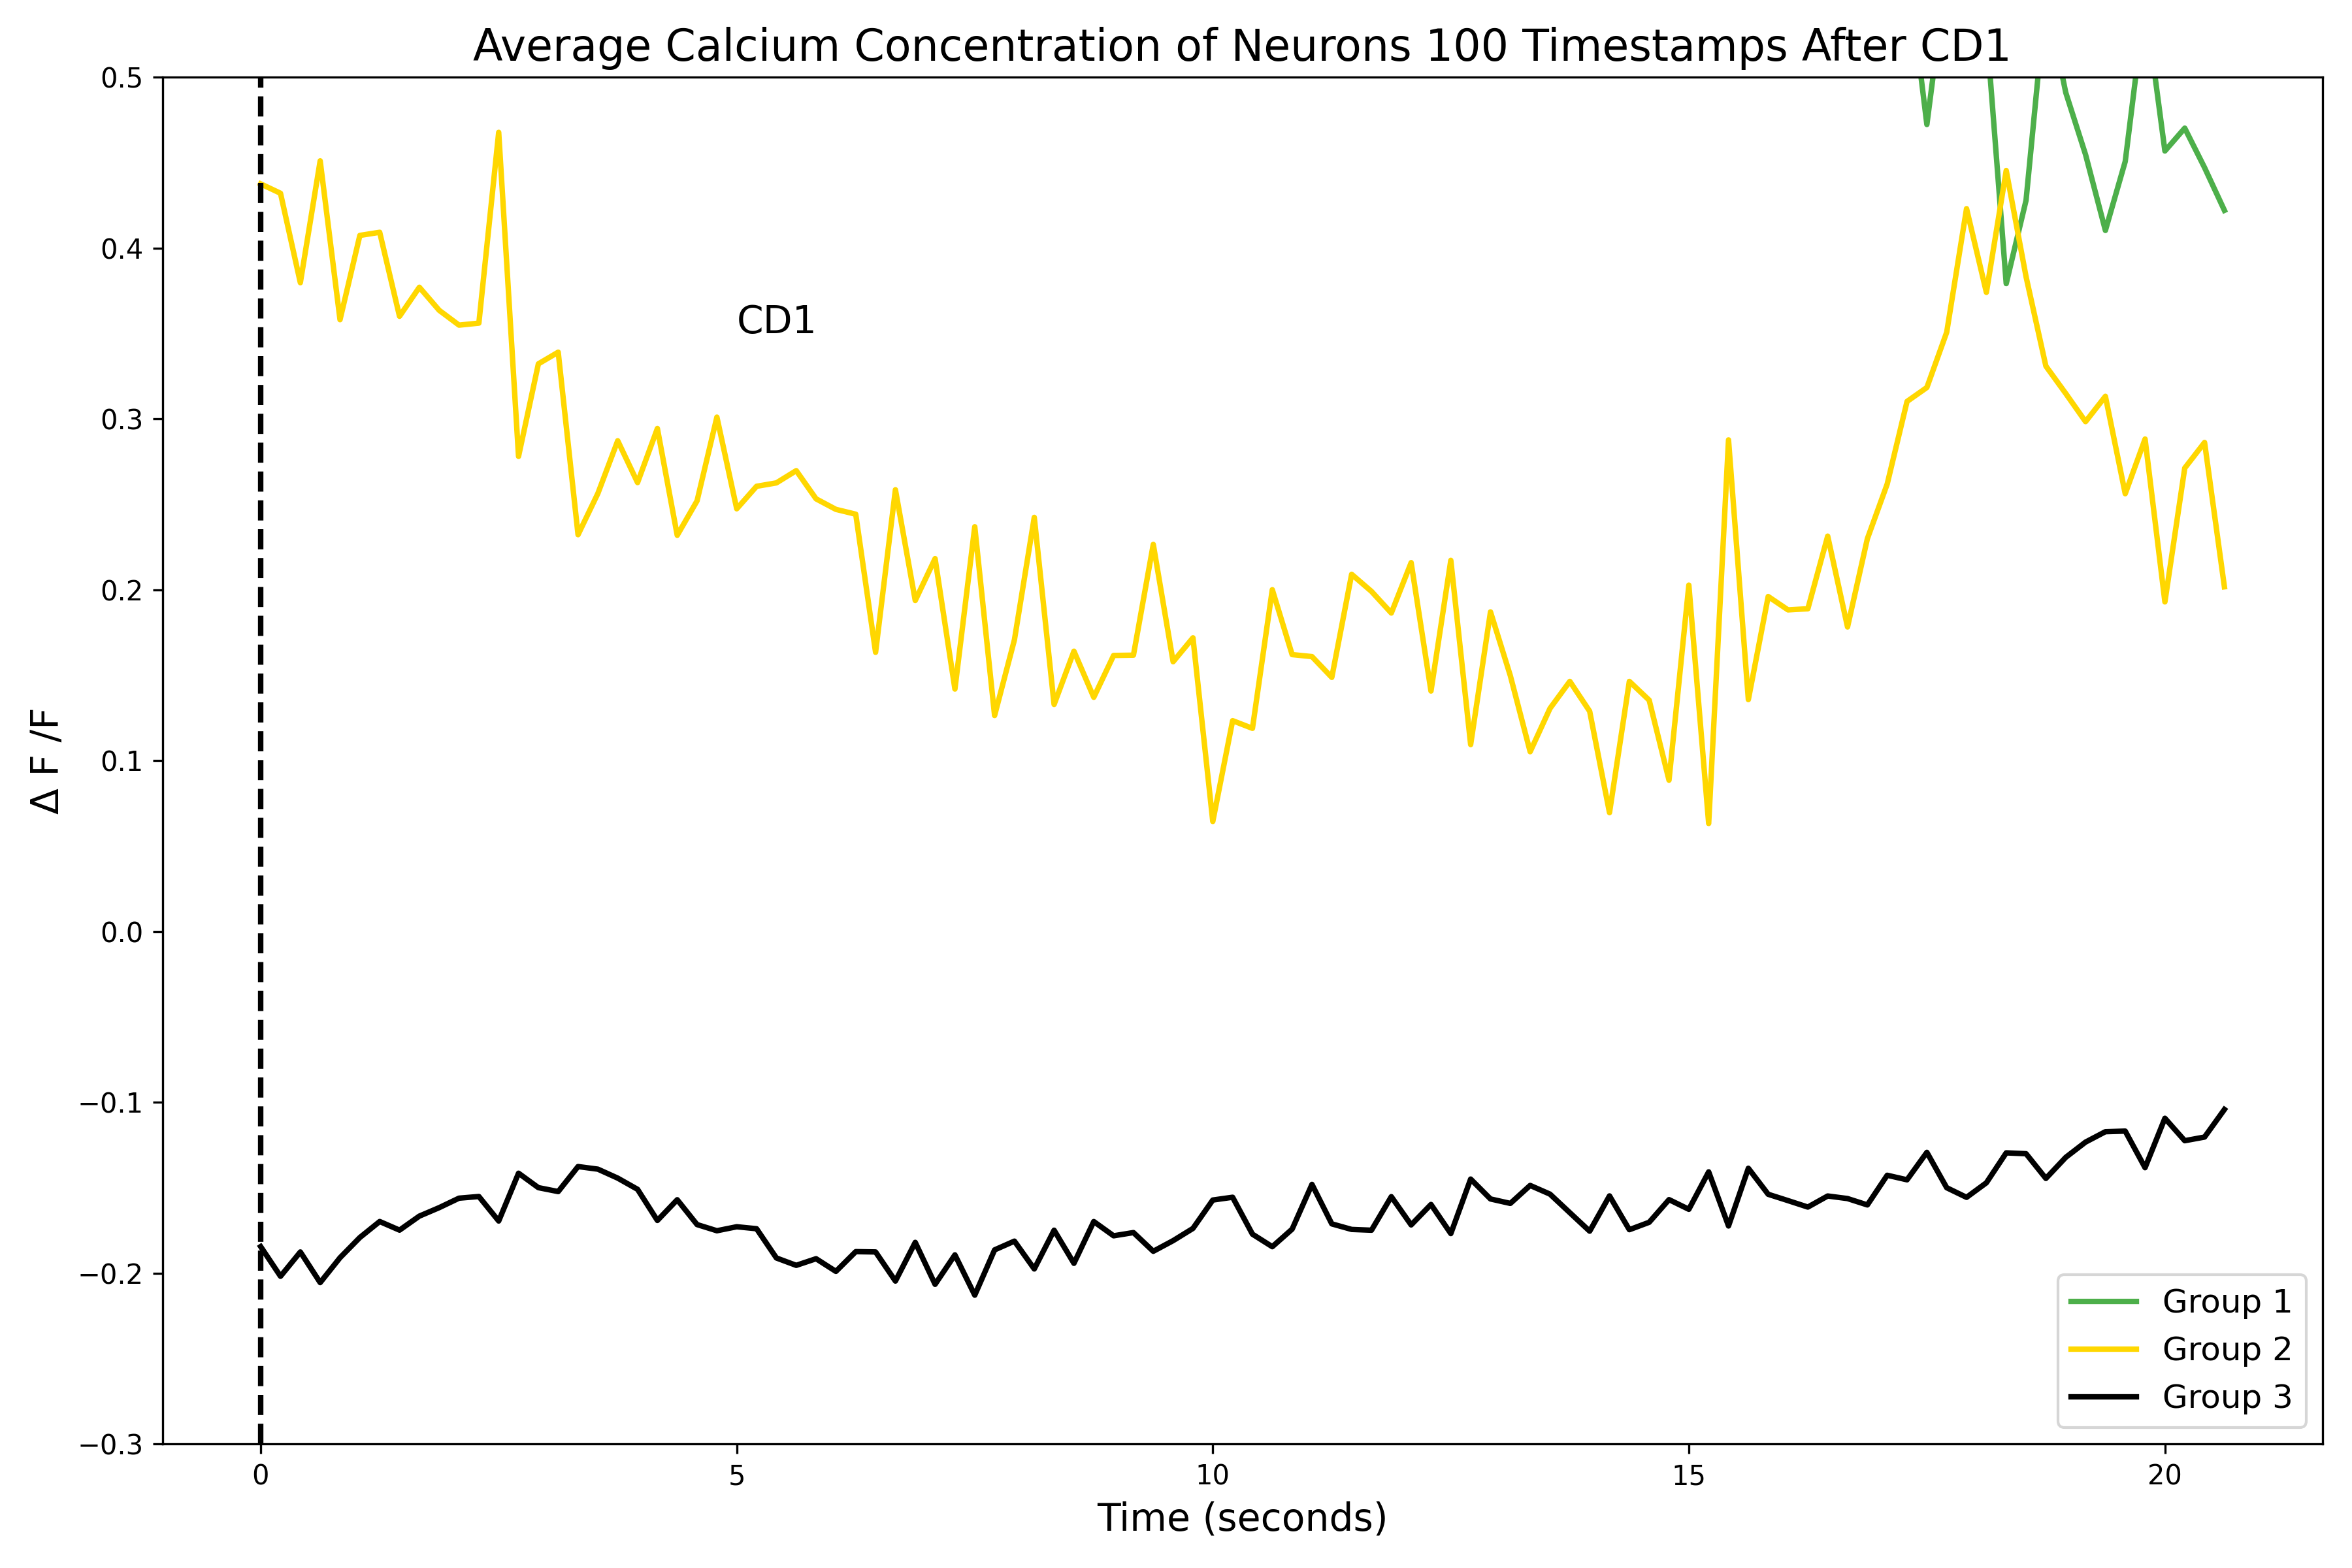 Average Calcium Concentration of Neurons 100 Timestamps After CD1
0.5
0.4
0.3
0.2
0.1
0.0
−0.1
−0.2
−0.3
Δ F /F
CD1
Group 1
Group 2
Group 3
0 5 10 15 20
Time (seconds)